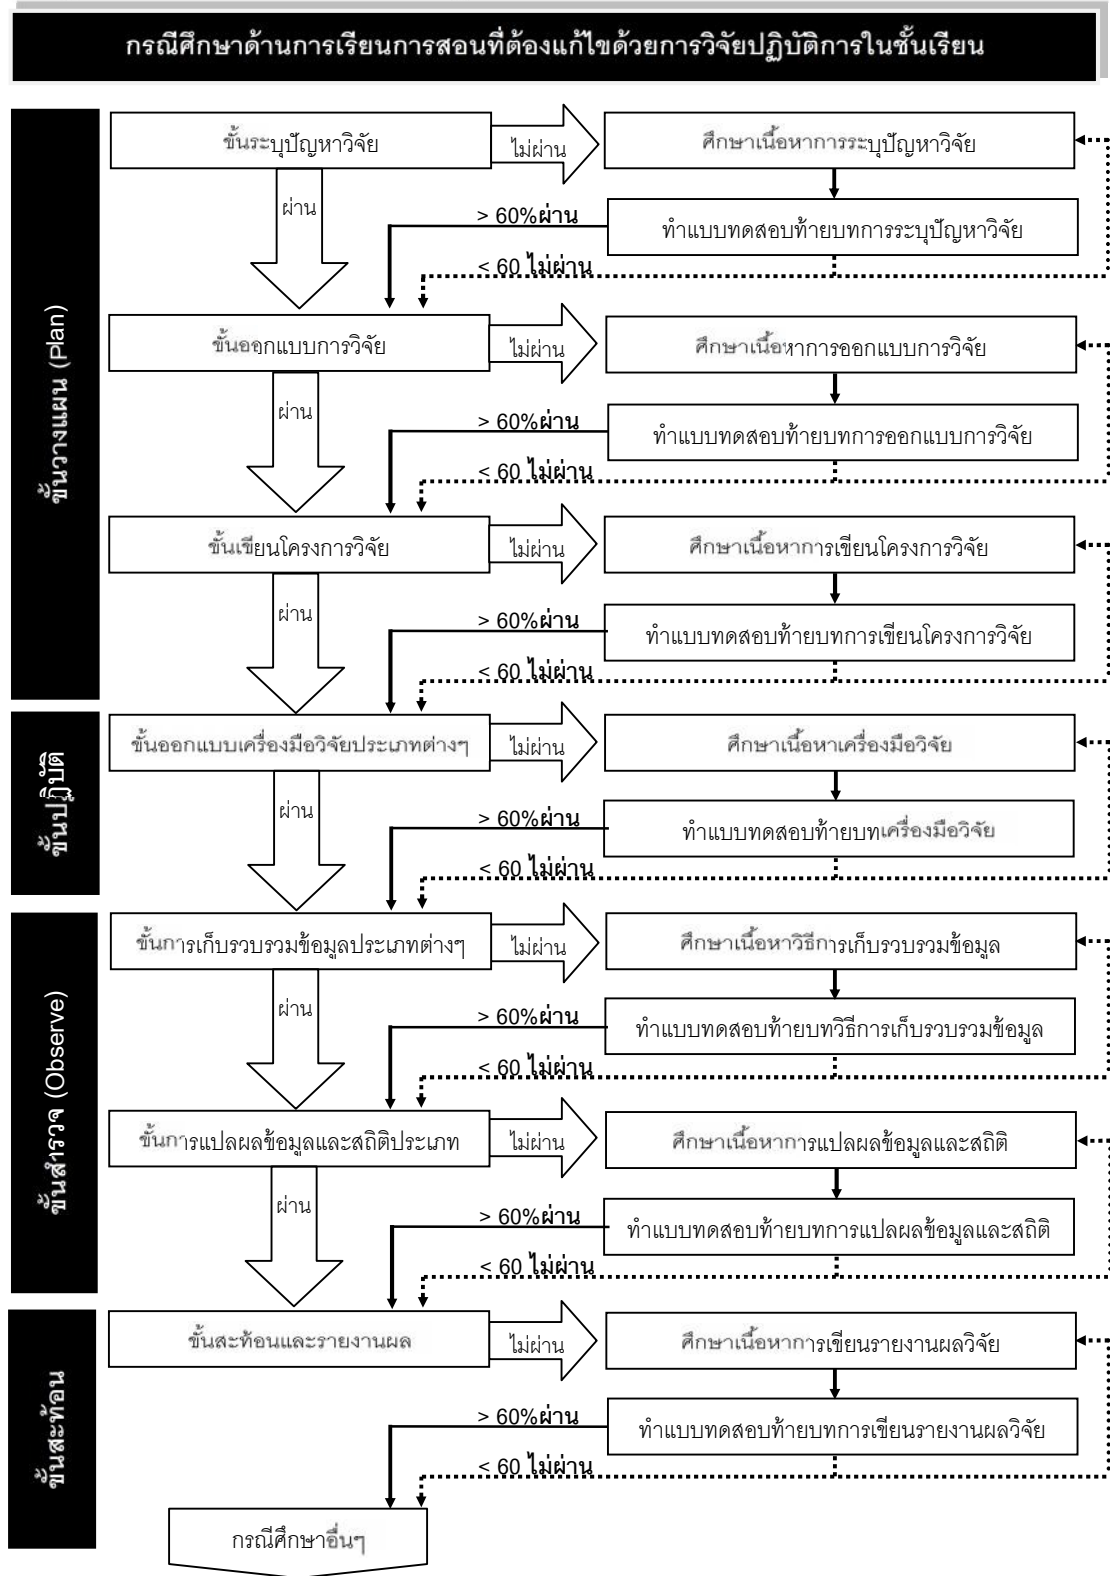 กรณีศึกษาด้านการเรียนการสอนที่ต้องแก้ไขด้วยการวิจัยปฏิบัติการในชั้นเรียน
ขั้นวางแผน (Plan)
ขั้นระบุปัญหาวิจัย
ไม่ผ่าน
ศึกษาเนื้อหาการระบุปัญหาวิจัย
ผ่าน
> 60%ผ่าน
ทำแบบทดสอบท้ายบทการระบุปัญหาวิจัย
< 60 ไม่ผ่าน
ขั้นออกแบบการวิจัย
ไม่ผ่าน
ศึกษาเนื้อหาการออกแบบการวิจัย
ผ่าน
> 60%ผ่าน
ทำแบบทดสอบท้ายบทการออกแบบการวิจัย
< 60 ไม่ผ่าน
ขั้นเขียนโครงการวิจัย
ไม่ผ่าน
ศึกษาเนื้อหาการเขียนโครงการวิจัย
ผ่าน
> 60%ผ่าน
ทำแบบทดสอบท้ายบทการเขียนโครงการวิจัย
< 60 ไม่ผ่าน
ขั้นปฏิบัติ
ขั้นออกแบบเครื่องมือวิจัยประเภทต่างๆ
ไม่ผ่าน
ศึกษาเนื้อหาเครื่องมือวิจัย
ผ่าน
> 60%ผ่าน
ทำแบบทดสอบท้ายบทเครื่องมือวิจัย
< 60 ไม่ผ่าน
ขั้นสำรวจ (Observe)
ขั้นการเก็บรวบรวมข้อมูลประเภทต่างๆ
ไม่ผ่าน
ศึกษาเนื้อหาวิธีการเก็บรวบรวมข้อมูล
ผ่าน
> 60%ผ่าน
ทำแบบทดสอบท้ายบทวิธีการเก็บรวบรวมข้อมูล
< 60 ไม่ผ่าน
ขั้นการแปลผลข้อมูลและสถิติประเภท
ไม่ผ่าน
ศึกษาเนื้อหาการแปลผลข้อมูลและสถิติ
ผ่าน
> 60%ผ่าน
ทำแบบทดสอบท้ายบทการแปลผลข้อมูลและสถิติ
< 60 ไม่ผ่าน
ขั้นสะท้อน
ขั้นสะท้อนและรายงานผล
ไม่ผ่าน
ศึกษาเนื้อหาการเขียนรายงานผลวิจัย
> 60%ผ่าน
ทำแบบทดสอบท้ายบทการเขียนรายงานผลวิจัย
< 60 ไม่ผ่าน
กรณีศึกษาอื่นๆ